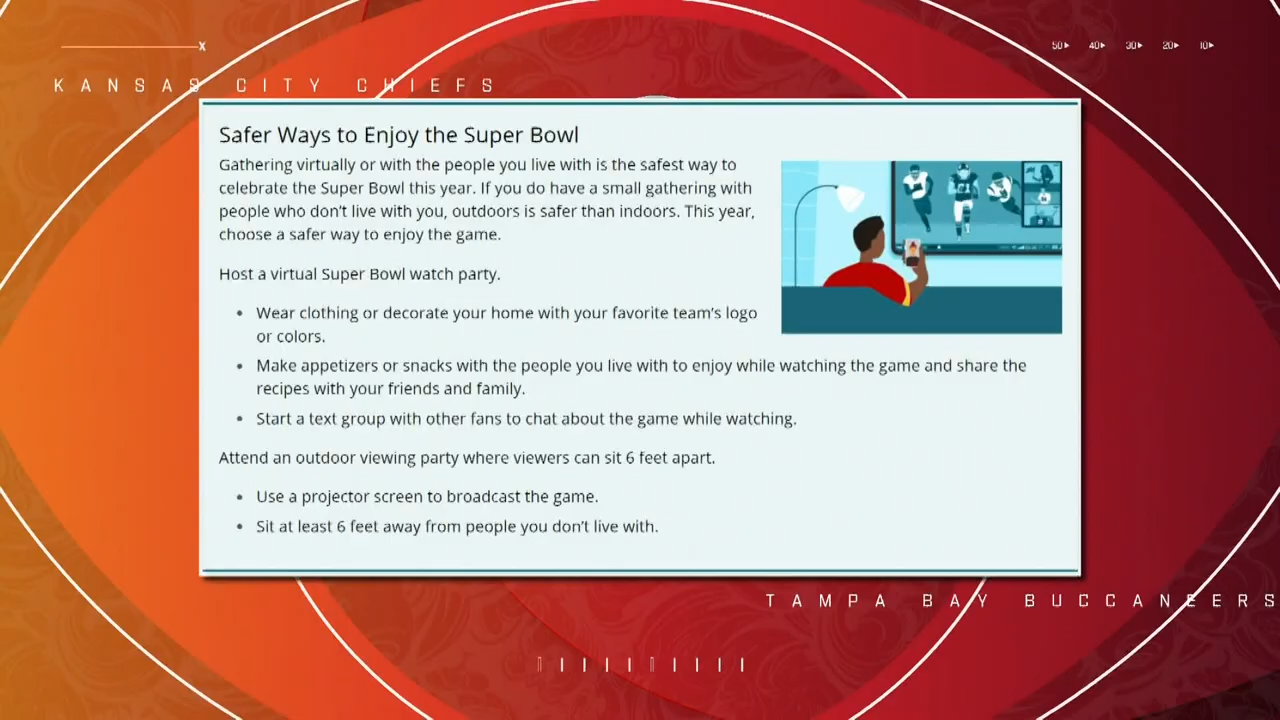 X
50 40 30 20 10
KANSAS CITY CHIEFS
Safer Ways to Enjoy the Super Bowl
Gathering virtually or with the people you live with is the safest way to
celebrate the Super Bowl this year. If you do have a small gathering with
people who don't live with you, outdoors is safer than indoors. This year,
choose a safer way to enjoy the game.
Host a virtual Super Bowl watch party.
• Wear clothing or decorate your home with your favorite team's logo
or colors.
• Make appetizers or snacks with the people you live with to enjoy while watching the game and share the
recipes with your friends and family.
• Start a text group with other fans to chat about the game while watching.
Attend an outdoor viewing party where viewers can sit 6 feet apart.
• Use a projector screen to broadcast the game.
• Sit at least 6 feet away from people you don't live with.
TAMPA BAY BUCCANEERS